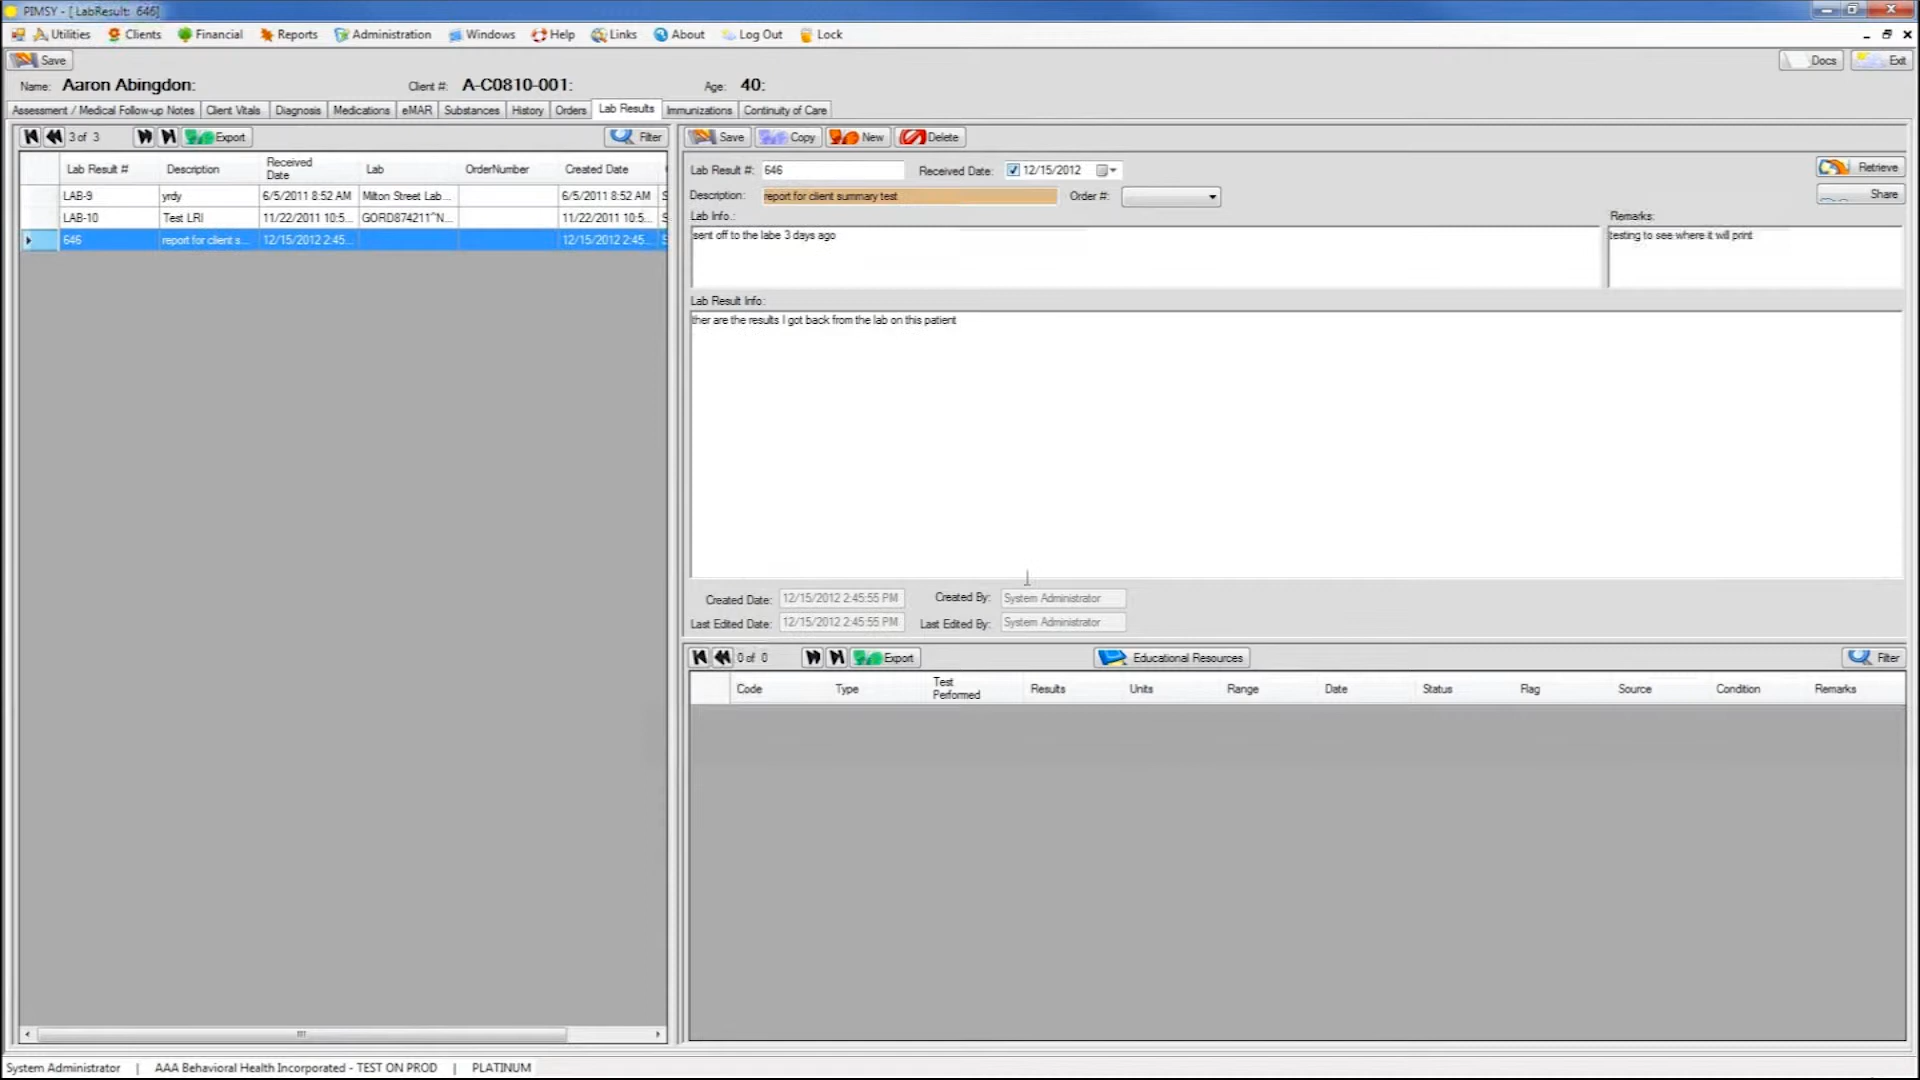 PIMSY - [ LabResult: 646]
Utilities Clients Financial Reports Administration Windows Help Links About Log Out Lock
Save Docs Exit
Name: Aaron Abingdon: Client #: A-C0810-001: Age: 40:
Assessment / Medical Follow-up Notes Client Vitals Diagnosis Medications eMAR Substances History Orders Lab Results Immunizations Continuity of Care
3 of 3 Export Filter
Lab Result # Description Received Date Lab OrderNumber Created Date
LAB-9 yrdy 6/5/2011 8:52 AM Milton Street Lab... 6/5/2011 8:52 AM S
LAB-10 Test LRI 11/22/2011 10:5... GORD874211^N... 11/22/2011 10:5... S
646 report for client s... 12/15/2012 2:45... 12/15/2012 2:45... S
Save Copy New Delete
Lab Result #: 646 Received Date: 12/15/2012 Retrieve
Description: report for client summary test Order #: Share
Lab Info.: Remarks:
sent off to the labe 3 days ago testing to see where it will print
Lab Result Info:
ther are the results I got back from the lab on this patient
Created Date: 12/15/2012 2:45:55 PM Created By: System Administrator
Last Edited Date: 12/15/2012 2:45:55 PM Last Edited By: System Administrator
0 of 0 Export Educational Resources Filter
Code Type Test Performed Results Units Range Date Status Flag Source Condition Remarks
System Administrator | AAA Behavioral Health Incorporated - TEST ON PROD | PLATINUM